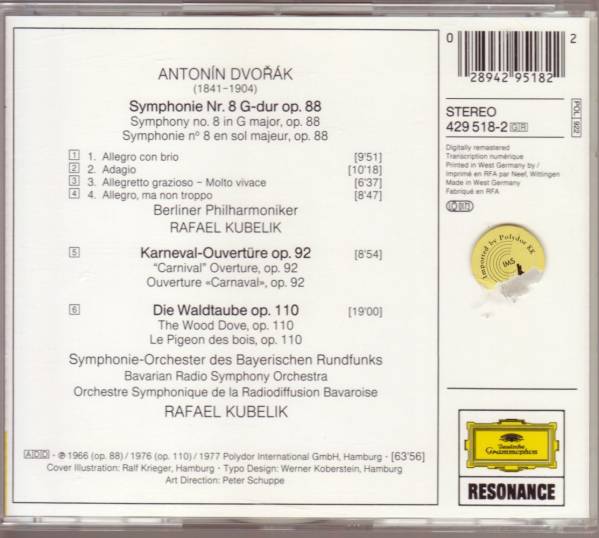 ANTONÍN DVOŘÁK
(1841–1904)
Symphonie Nr. 8 G-dur op. 88
Symphony no. 8 in G major, op. 88
Symphonie n° 8 en sol majeur, op. 88
1 1. Allegro con brio [9'51]
2 2. Adagio [10'18]
3 3. Allegretto grazioso – Molto vivace [6'37]
4 4. Allegro, ma non troppo [8'47]
Berliner Philharmoniker
RAFAEL KUBELIK
5 Karneval-Ouvertüre op. 92 [8'54]
"Carnival" Overture, op. 92
Ouverture «Carnaval», op. 92
6 Die Waldtaube op. 110 [19'00]
The Wood Dove, op. 110
Le Pigeon des bois, op. 110
Symphonie-Orchester des Bayerischen Rundfunks
Bavarian Radio Symphony Orchestra
Orchestre Symphonique de la Radiodiffusion Bavaroise
RAFAEL KUBELIK
ADD · ℗ 1966 (op. 88) / 1976 (op. 110) / 1977 Polydor International GmbH, Hamburg · [63'56]
Cover Illustration: Ralf Krieger, Hamburg · Typo Design: Werner Koberstein, Hamburg
Art Direction: Peter Schuppe
0 28942 95182 2
STEREO
429 518-2 GR
POL 922
Digitally remastered
Transcription numérique
Printed in West Germany by /
Imprimé en RFA par Neef, Wittingen
Made in West Germany
Fabriqué en RFA
BIEM
Imported by Polydor KK
IMS
Deutsche
Grammophon
RESONANCE